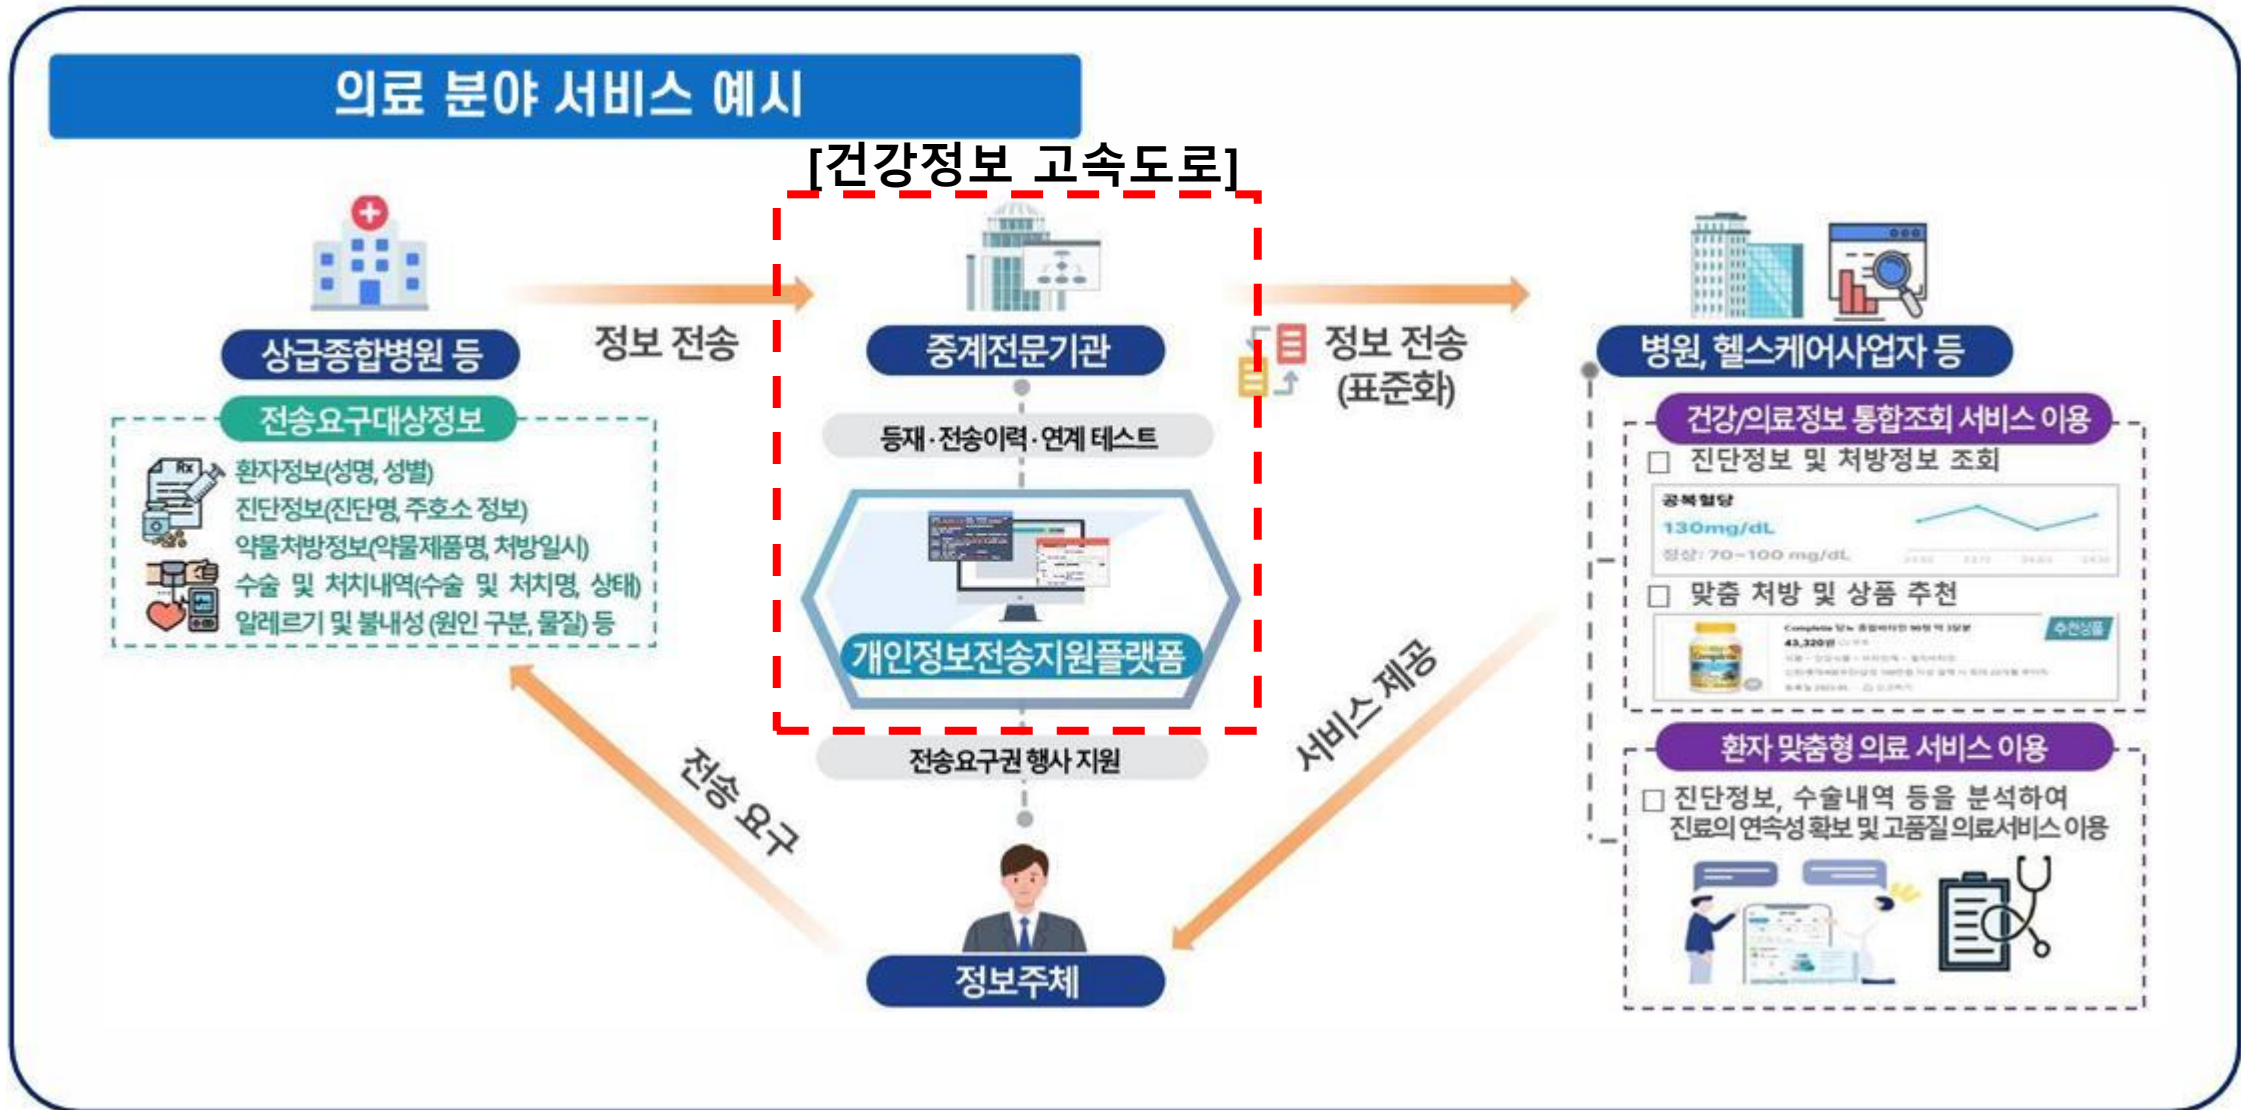 의료 분야 서비스 예시
[건강정보 고속도로]
상급종합병원 등
정보 전송
중계전문기관
정보 전송
(표준화)
병원, 헬스케어사업자 등
전송요구대상정보
Rx
환자정보(성명, 성별)
진단정보(진단명, 주호소 정보)
약물처방정보(약물제품명, 처방일시)
수술 및 처치내역(수술 및 처치명, 상태)
알레르기 및 불내성 (원인 구분, 물질) 등
등재·전송이력·연계 테스트
개인정보전송지원플랫폼
전송요구권 행사 지원
전송 요구
서비스 제공
정보주체
건강/의료정보 통합조회 서비스 이용
□ 진단정보 및 처방정보 조회
공복혈당
130mg/dL
정상: 70~100 mg/dL
□ 맞춤 처방 및 상품 추천
43,320원
추천상품
환자 맞춤형 의료 서비스 이용
□ 진단정보, 수술내역 등을 분석하여
진료의 연속성 확보 및 고품질 의료서비스 이용